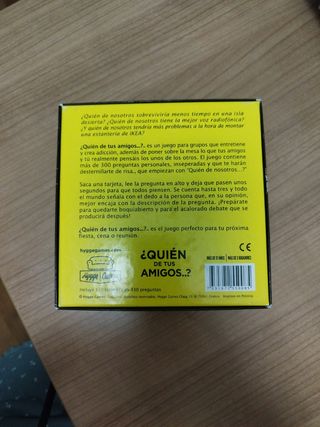 ¿Quién de nosotros sobreviviría menos tiempo en una isla
desierta? ¿Quién de nosotros tiene la mejor voz radiofónica?
¿Y quién de nosotros tendría más problemas a la hora de montar
una estantería de IKEA?
¿Quién de tus amigos...?. es un juego para grupos que entretiene
y crea adicción, además de poner sobre la mesa lo que tus amigos
y tú realmente pensáis los unos de los otros. El juego contiene
más de 300 preguntas personales, inesperadas y que te harán
desternillarte de risa., que empiezan con "Quién de nosotros...?"
Saca una tarjeta, lee la pregunta en alto y deja que pasen unos
segundos para que todos piensen. Se cuenta hasta tres y todo
el mundo señala con el dedo a la persona que, en su opinión,
mejor encaja con la descripción de la pregunta. ¡Prepárate
para quedarte boquiabierto y para el acalorado debate que se
producirá después!
¿Quién de tus amigos...?. es el juego perfecto para tu próxima
fiesta, cena o reunión.
hyggegames.com
Hygge Games
¿QUIÉN
DE TUS
AMIGOS..?
CE
preguntas